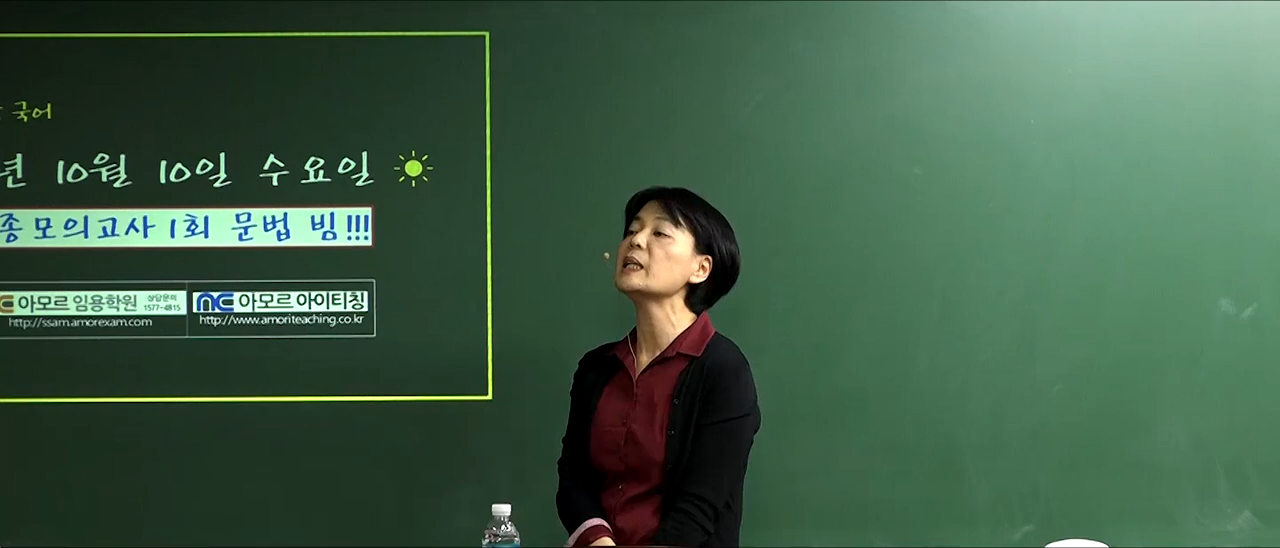 국어
년 10월 10일 수요일
종모의고사 1회 문법 빔!!!
아모르 임용학원 상담문의 1577-4815
http://ssam.amorexam.com
아모르 아이티칭
http://www.amoriteaching.co.kr